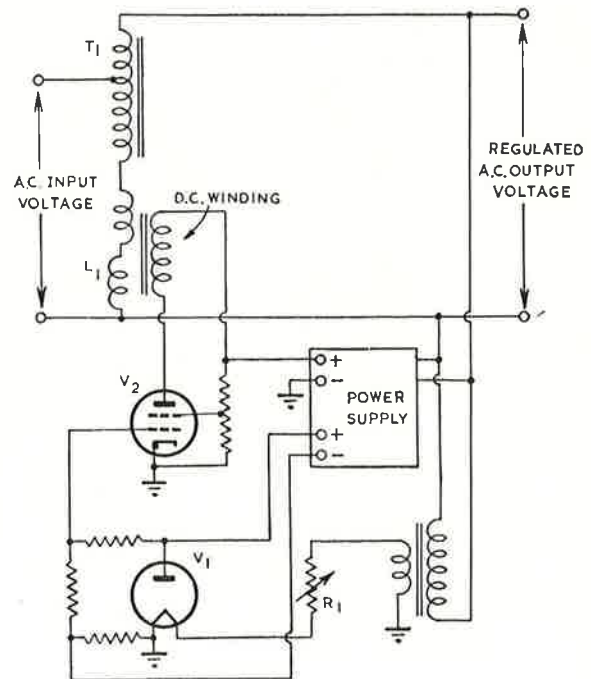 T1
A.C. INPUT
VOLTAGE
D.C. WINDING
REGULATED
A.C. OUTPUT
VOLTAGE
L1
V2
+
−
POWER
SUPPLY
+
−
V1
R1